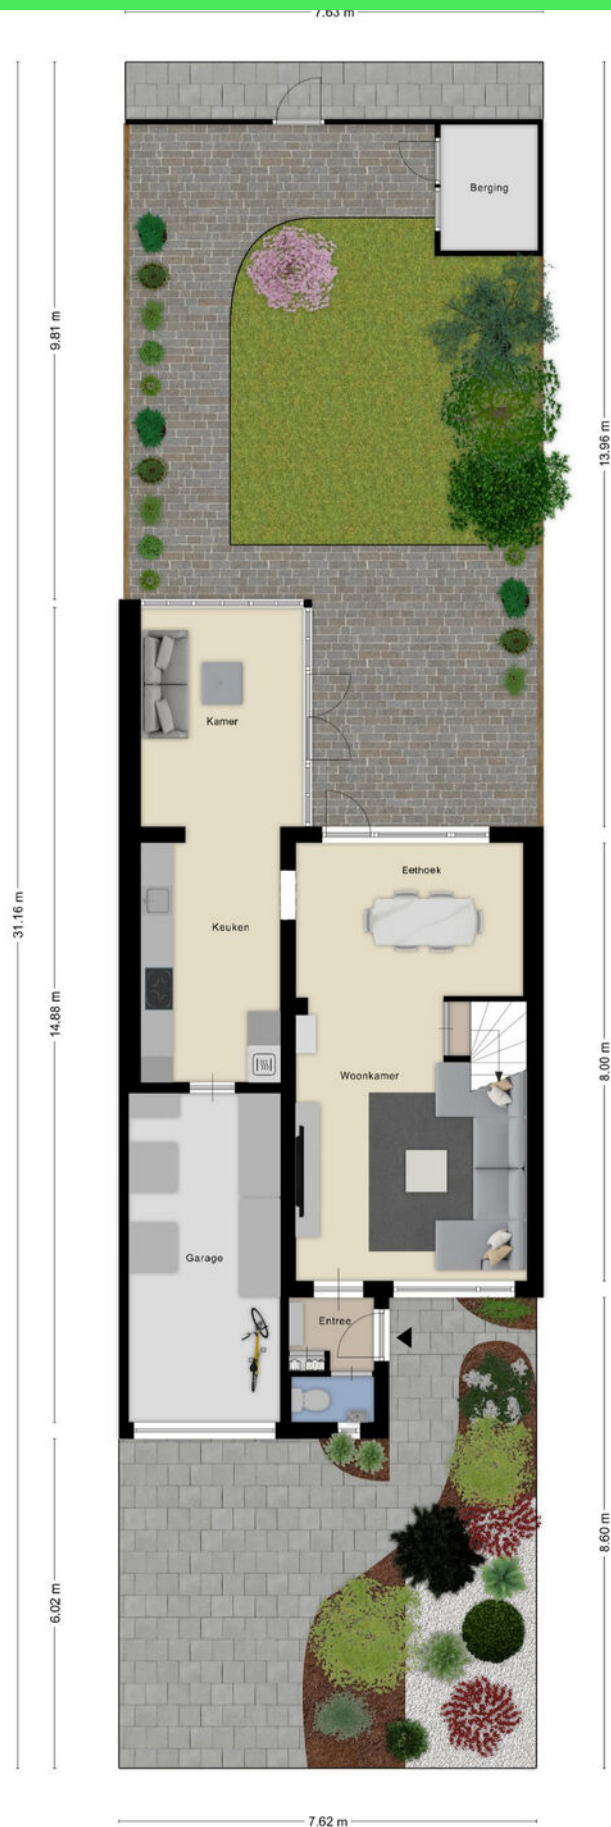 7.63 m
Berging
9.81 m
13.96 m
Kamer
Eethoek
31.16 m
Keuken
14.88 m
8.00 m
Woonkamer
Garage
Entree
8.60 m
6.02 m
7.62 m